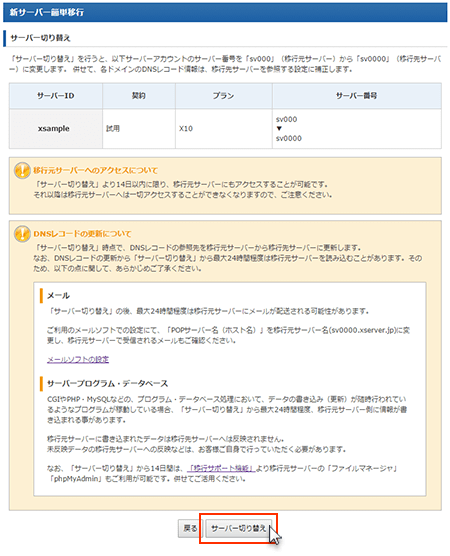 新サーバー簡単移行
サーバー切り替え
「サーバー切り替え」を行うと、以下サーバーアカウントのサーバー番号を「sv000」（移行元サーバー）から「sv0000」（移行先サーバ
ー）に変更します。 併せて、各ドメインのDNSレコード情報は、移行先サーバーを参照する設定に補正します。
サーバーID 契約 プラン サーバー番号
xsample 試用 X10 sv000
▼
sv0000
移行元サーバーへのアクセスについて
「サーバー切り替え」より14日以内に限り、移行元サーバーにもアクセスすることが可能です。
それ以降は移行元サーバーへは一切アクセスすることができなくなりますので、ご注意ください。
DNSレコードの更新について
「サーバー切り替え」時点で、DNSレコードの参照先を移行元サーバーから移行先サーバーに更新します。
なお、DNSレコードの更新から「サーバー切り替え」から最大24時間程度は移行元サーバーを読み込むことがあります。その
ため、以下の点に関して、あらかじめご了承ください。
メール
「サーバー切り替え」の後、最大24時間程度は移行元サーバーにメールが配送される可能性があります。
ご利用のメールソフトでの設定にて、「POPサーバー名（ホスト名）」を移行元サーバー名(sv0000.xserver.jp)に変
更し、移行元サーバーで受信されるメールもご確認ください。
メールソフトの設定
サーバープログラム・データベース
CGIやPHP・MySQLなどの、プログラム・データベース処理において、データの書き込み（更新）が随時行われてい
るようなプログラムが稼働している場合、「サーバー切り替え」から最大24時間程度、移行元サーバー側に情報が書
き込まれる事があります。
移行元サーバーに書き込まれたデータは移行先サーバーへは反映されません。
未反映データの移行先サーバーへの反映などは、お客様ご自身で行っていただく必要があります。
なお、「サーバー切り替え」から14日間は、「移行サポート機能」より移行元サーバーの「ファイルマネージャ」
「phpMyAdmin」もご利用が可能です。併せてご活用ください。
戻る サーバー切り替え